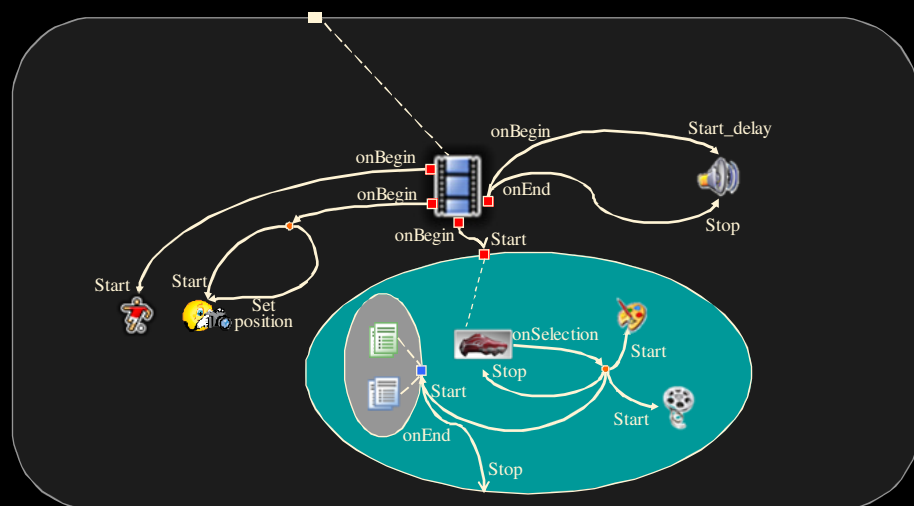 onBegin
Start_delay
onBegin
onEnd
onBegin
Stop
onBegin
Start
Start
Start
Set
position
onSelection
Start
Stop
Start
Start
onEnd
Stop